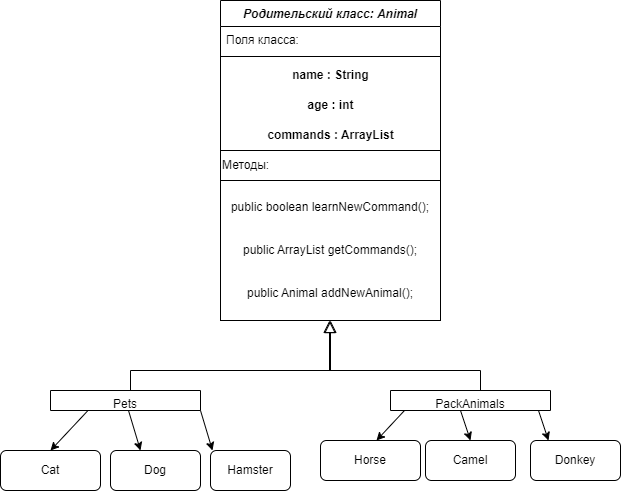 Родительский класс: Animal
Поля класса:
name : String
age : int
commands : ArrayList
Методы:
public boolean learnNewCommand();
public ArrayList getCommands();
public Animal addNewAnimal();
Pets
PackAnimals
Cat
Dog
Hamster
Horse
Camel
Donkey